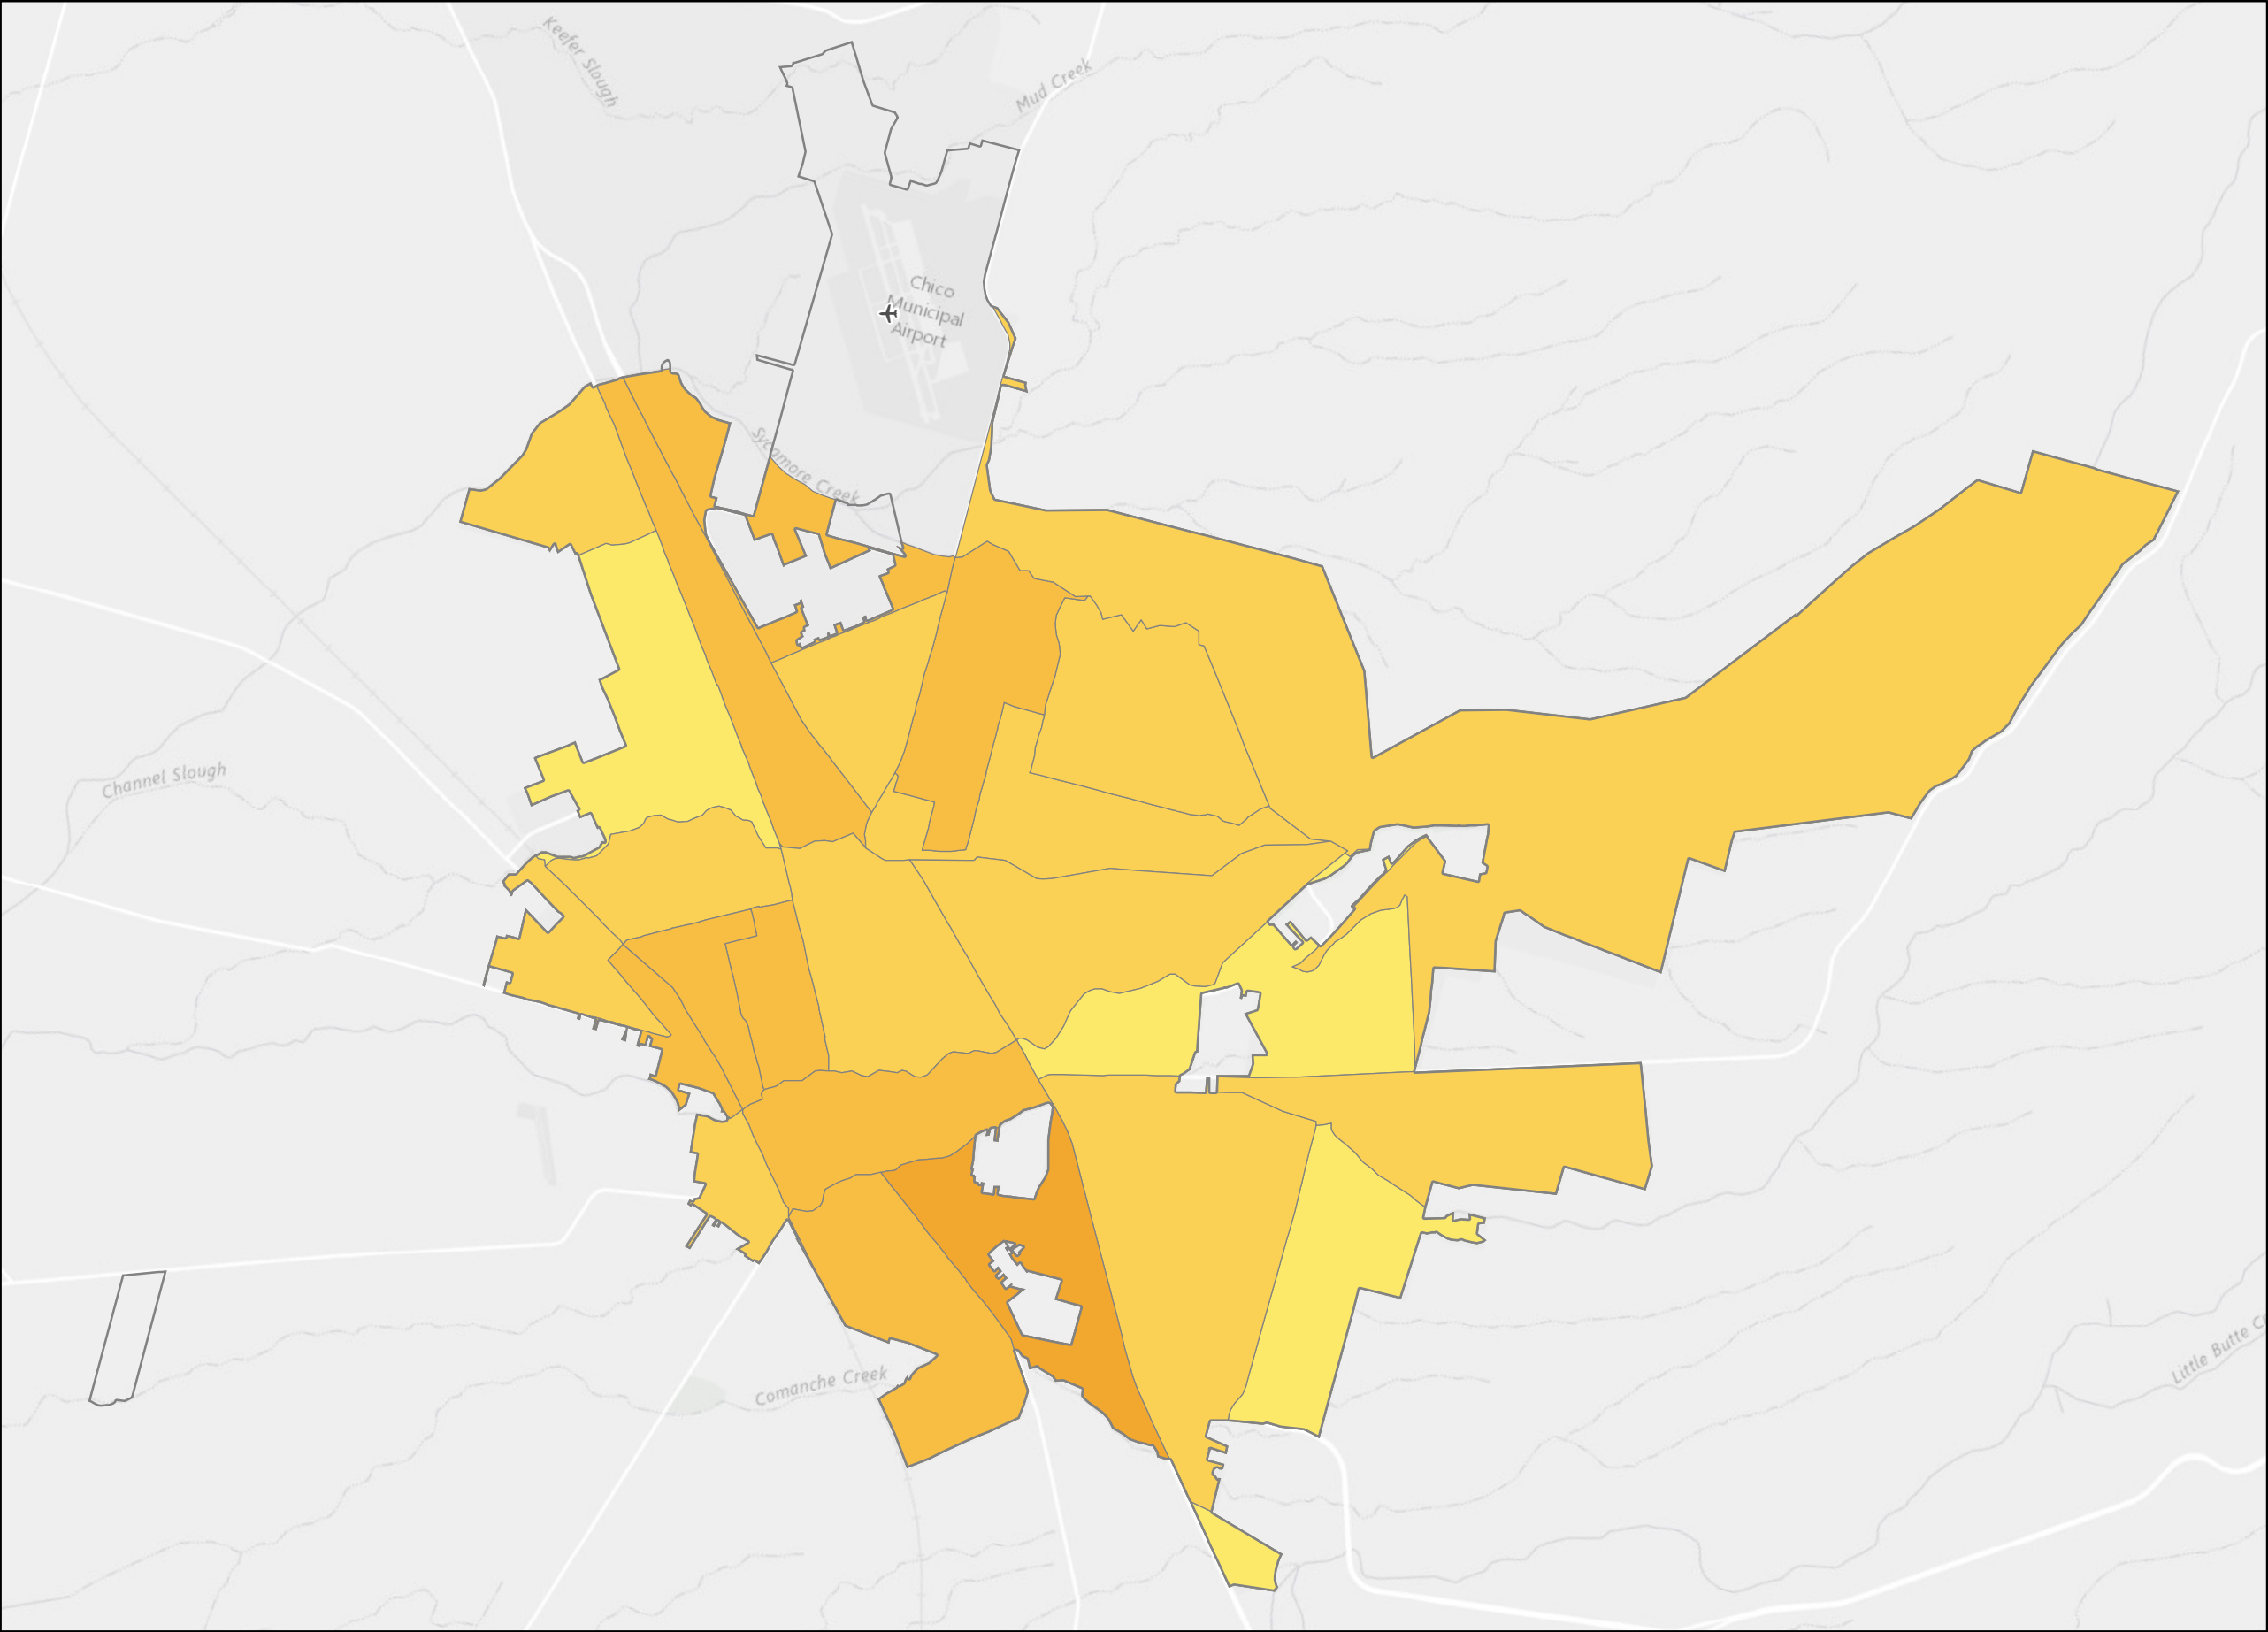 Keefer Slough
Mud Creek
Chico
Municipal
Airport
Sycamore Creek
Channel Slough
Comanche Creek
Little Butte